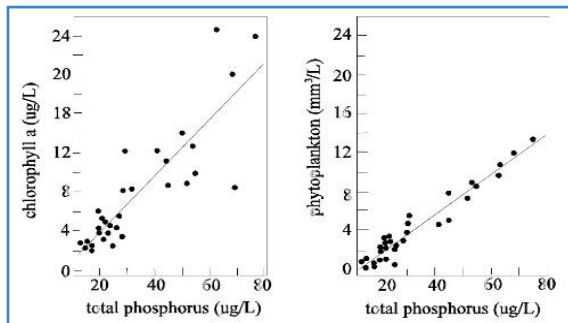 chlorophyll a (ug/L)
24
20
12
8
4
0
20 40 60 80
total phosphorus (ug/L)
phytoplankton (mm³/L)
24
20
16
12
8
4
0
20 40 60 80
total phosphorus (ug/L)